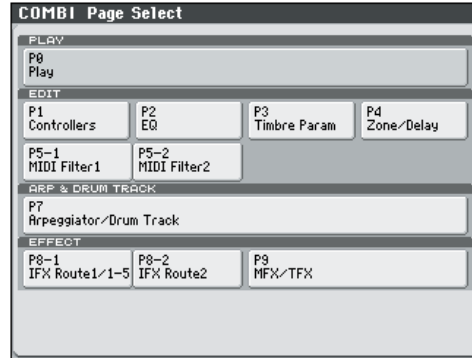 COMBI Page Select
PLAY
P0
Play
EDIT
P1
Controllers
P2
EQ
P3
Timbre Param
P4
Zone/Delay
P5-1
MIDI Filter1
P5-2
MIDI Filter2
ARP & DRUM TRACK
P7
Arpeggiator/Drum Track
EFFECT
P8-1
IFX Route1/1-5
P8-2
IFX Route2
P9
MFX/TFX